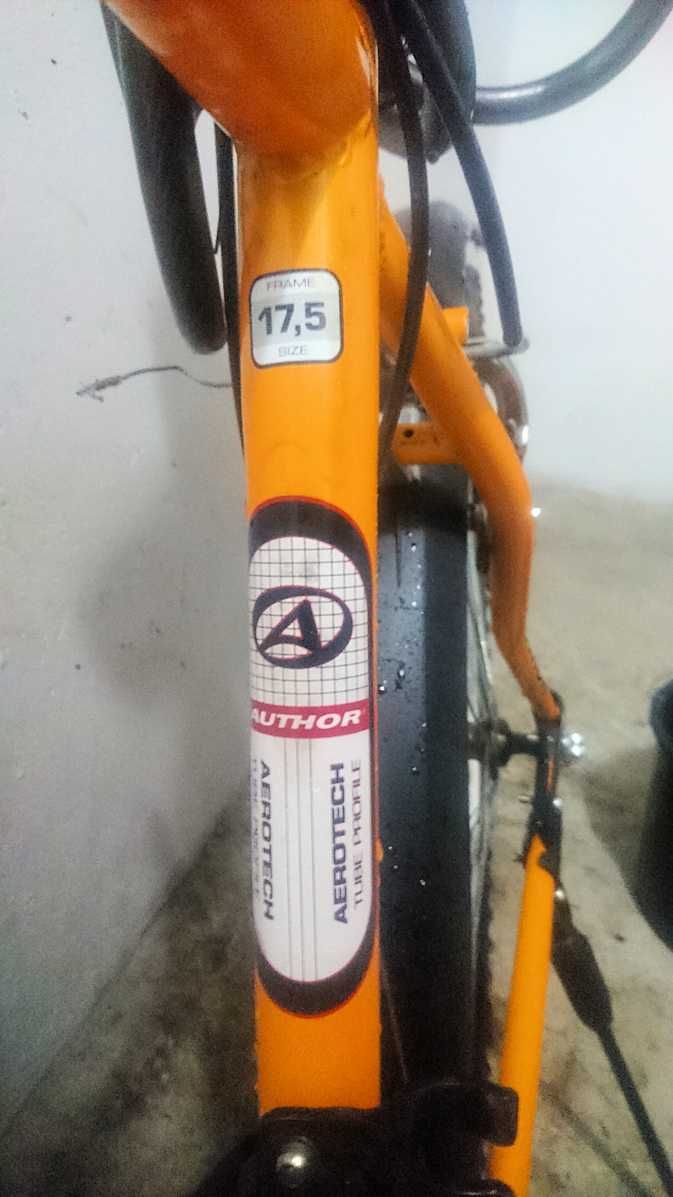 FRAME
17,5
SIZE
A
AUTHOR
AEROTECH
TUBE PROFILE
AEROTECH